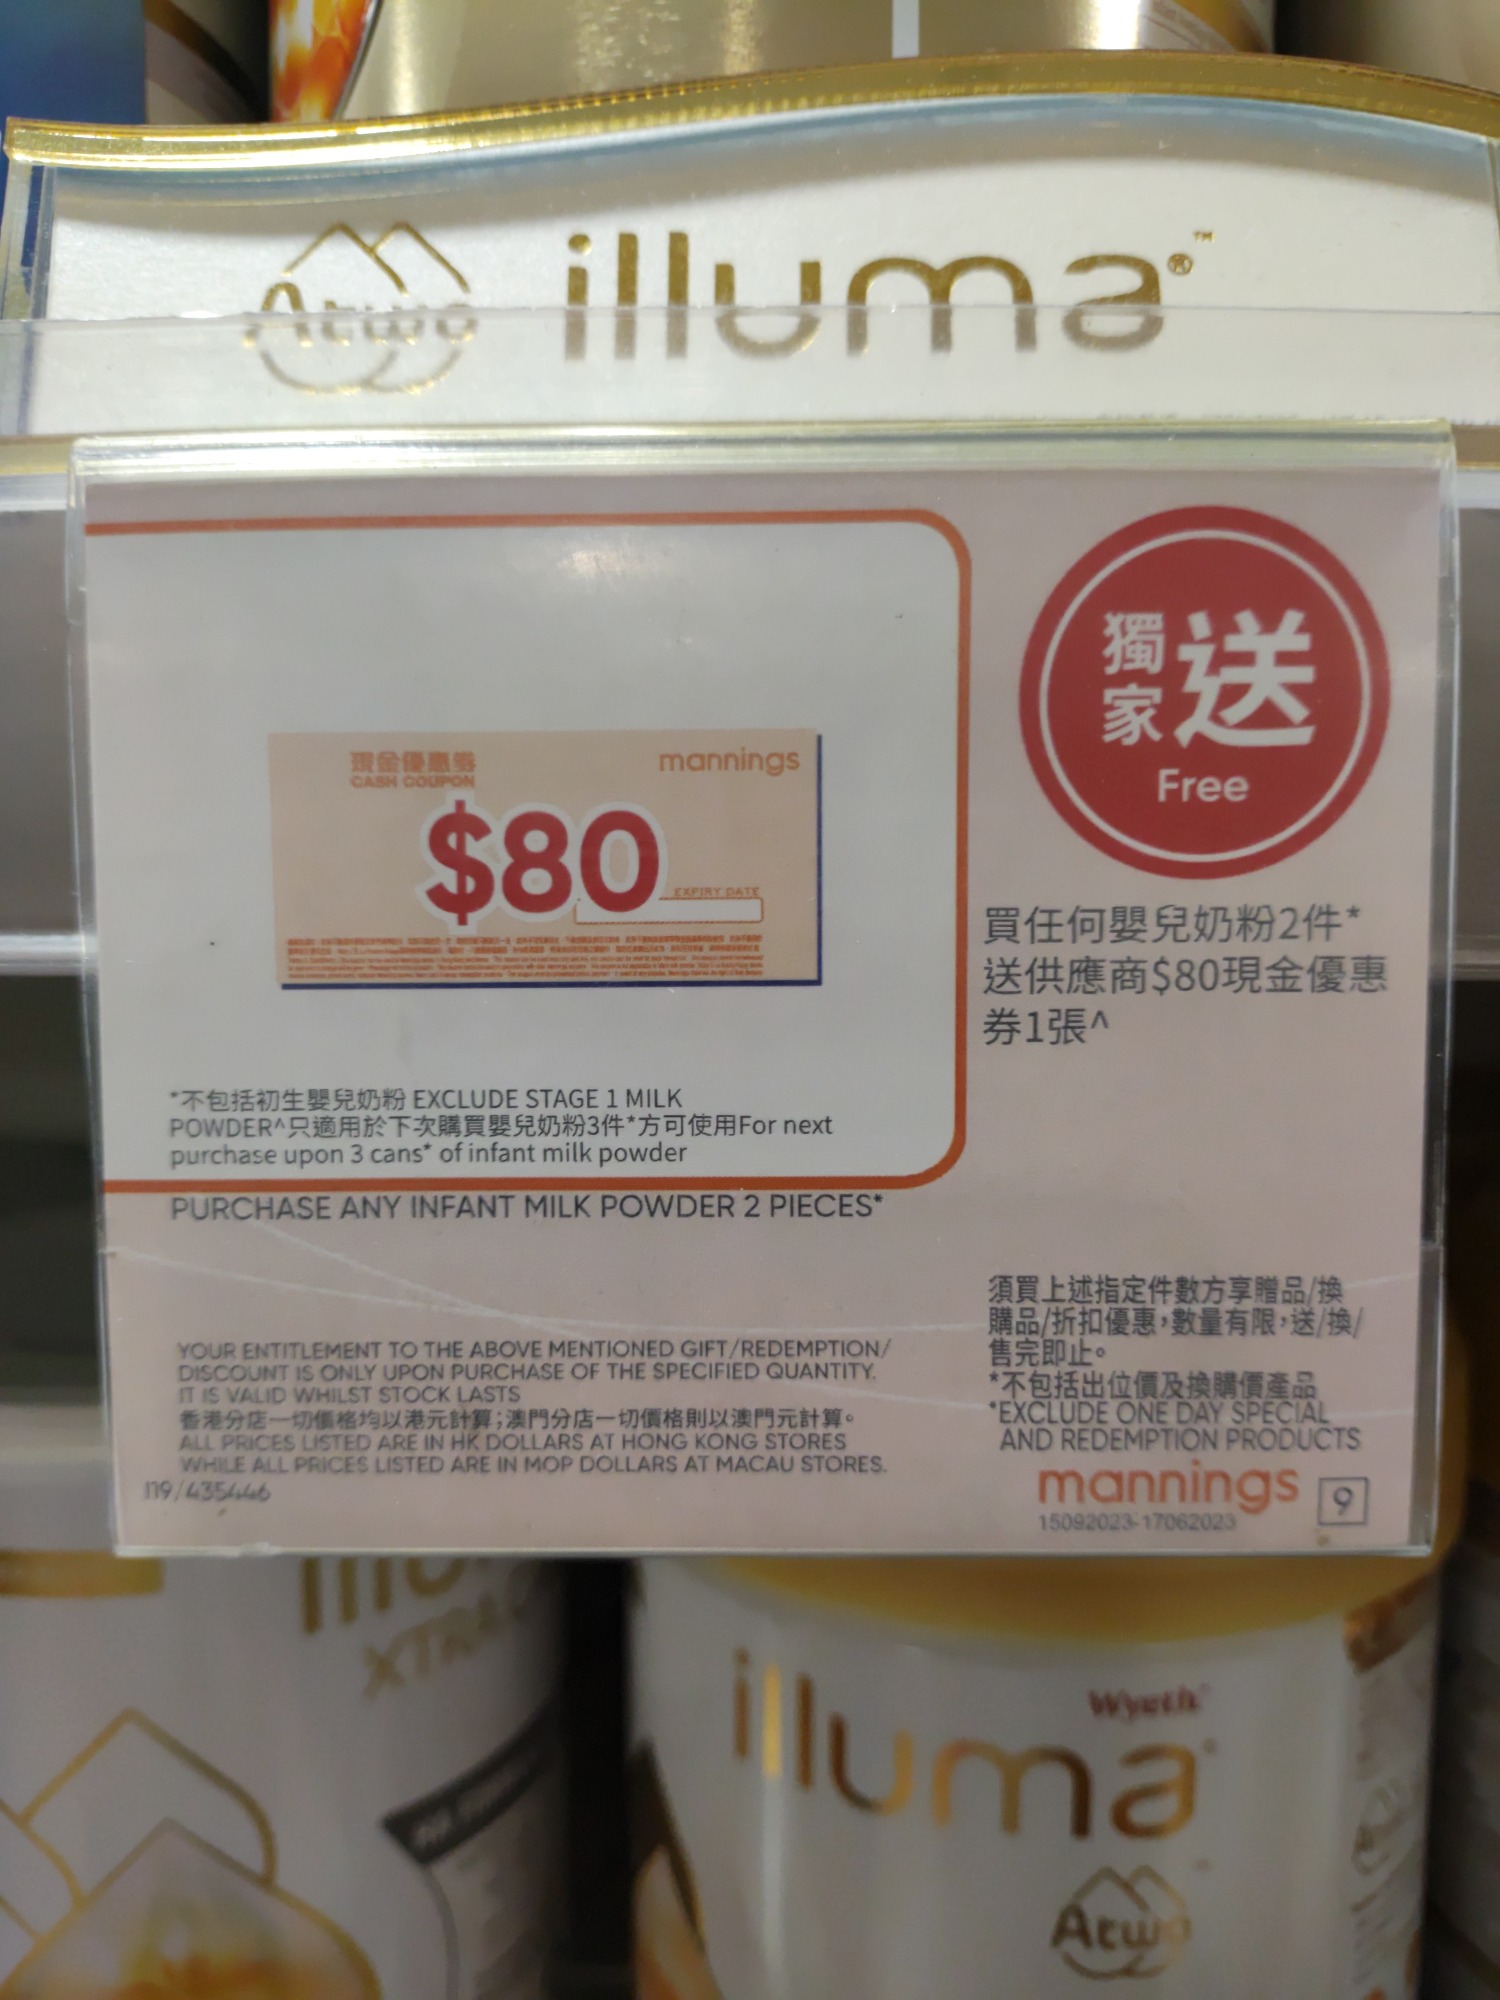 Atwo illuma®™
獨家送
Free
現金優惠券
CASH COUPON
mannings
$80
EXPIRY DATE
買任何嬰兒奶粉2件*
送供應商$80現金優惠
券1張^
*不包括初生嬰兒奶粉 EXCLUDE STAGE 1 MILK
POWDER^只適用於下次購買嬰兒奶粉3件*方可使用For next
purchase upon 3 cans* of infant milk powder
PURCHASE ANY INFANT MILK POWDER 2 PIECES*
YOUR ENTITLEMENT TO THE ABOVE MENTIONED GIFT/REDEMPTION/
DISCOUNT IS ONLY UPON PURCHASE OF THE SPECIFIED QUANTITY.
IT IS VALID WHILST STOCK LASTS
香港分店一切價格均以港元計算;澳門分店一切價格則以澳門元計算。
ALL PRICES LISTED ARE IN HK DOLLARS AT HONG KONG STORES
WHILE ALL PRICES LISTED ARE IN MOP DOLLARS AT MACAU STORES.
119/435446
須買上述指定件數方享贈品/換
購品/折扣優惠,數量有限,送/換/
售完即止。
*不包括出位價及換購價產品
*EXCLUDE ONE DAY SPECIAL
AND REDEMPTION PRODUCTS
mannings 9
15092023-17062023
Wyeth
illuma
Atwo